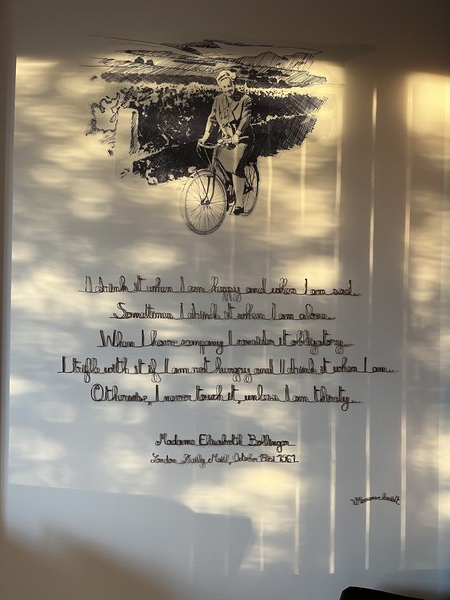 I drink it when I am happy and when I am sad.
Sometimes I drink it when I am alone.
When I have company I consider it obligatory.
I trifle with it if I am not hungry and I drink it when I am.
Otherwise, I never touch it, unless I am thirsty.
Madame Elisabeth Bollinger
London Daily Mail, October 1961.